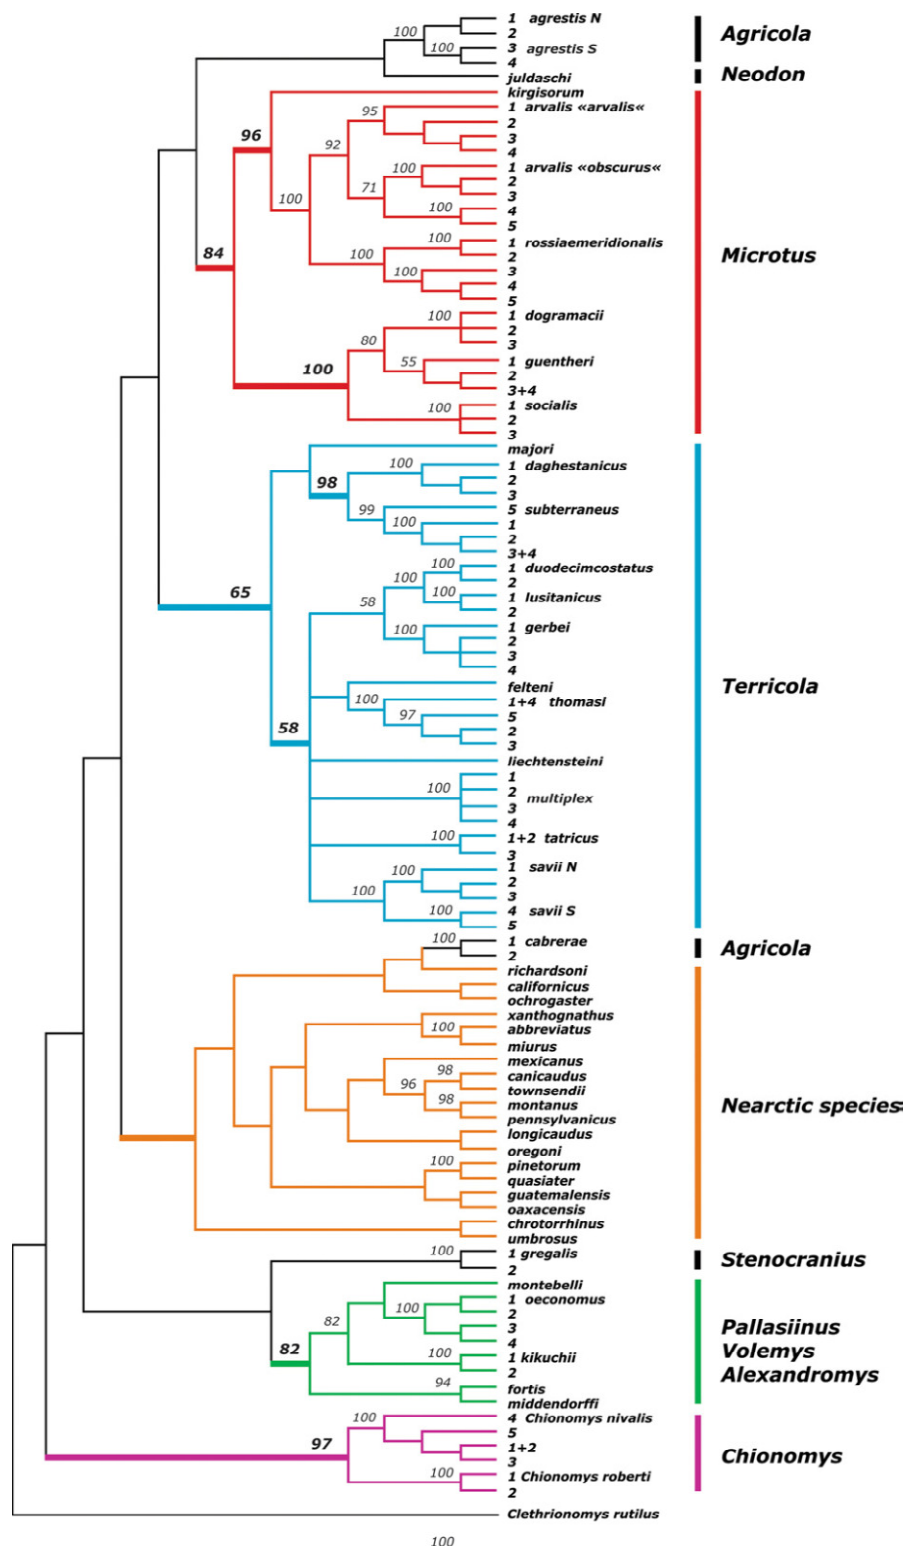 1 agrestis N
100
2
Agricola
3 agrestis S
100
4
juldaschi
Neodon
kirgisorum
1 arvalis «arvalis«
95
2
96
3
92
4
1 arvalis «obscurus«
100
2
71
3
100
100
4
5
1 rossiaemeridionalis
100
100
2
Microtus
84
3
100
4
5
1 dogramacii
100
2
80
3
1 guentheri
55
100
2
3+4
1 socialis
100
2
3
majori
1 daghestanicus
100
98
2
3
99
5 subterraneus
100
1
2
3+4
1 duodecimcostatus
100
100
2
65
58
100
1 lusitanicus
2
100
1 gerbei
2
3
4
felteni
Terricola
100
1+4 thomasl
97
5
58
2
3
liechtensteini
1
100
2
multiplex
3
4
1+2 tatricus
100
3
1 savii N
100
2
100
3
4 savii S
100
5
100
1 cabrerae
Agricola
2
richardsoni
californicus
ochrogaster
xanthognathus
abbreviatus
100
miurus
mexicanus
98
canicaudus
96
townsendii
98
montanus
Nearctic species
pennsylvanicus
longicaudus
oregoni
100
pinetorum
quasiater
guatemalensis
oaxacensis
chrotorrhinus
umbrosus
100
1 gregalis
Stenocranius
2
montebelli
1 oeconomus
100
2
82
3
Pallasiinus
4
82
Volemys
100
1 kikuchii
2
Alexandromys
94
fortis
middendorffi
100
4 Chionomys nivalis
5
97
1+2
3
Chionomys
100
1 Chionomys roberti
2
Clethrionomys rutilus
100